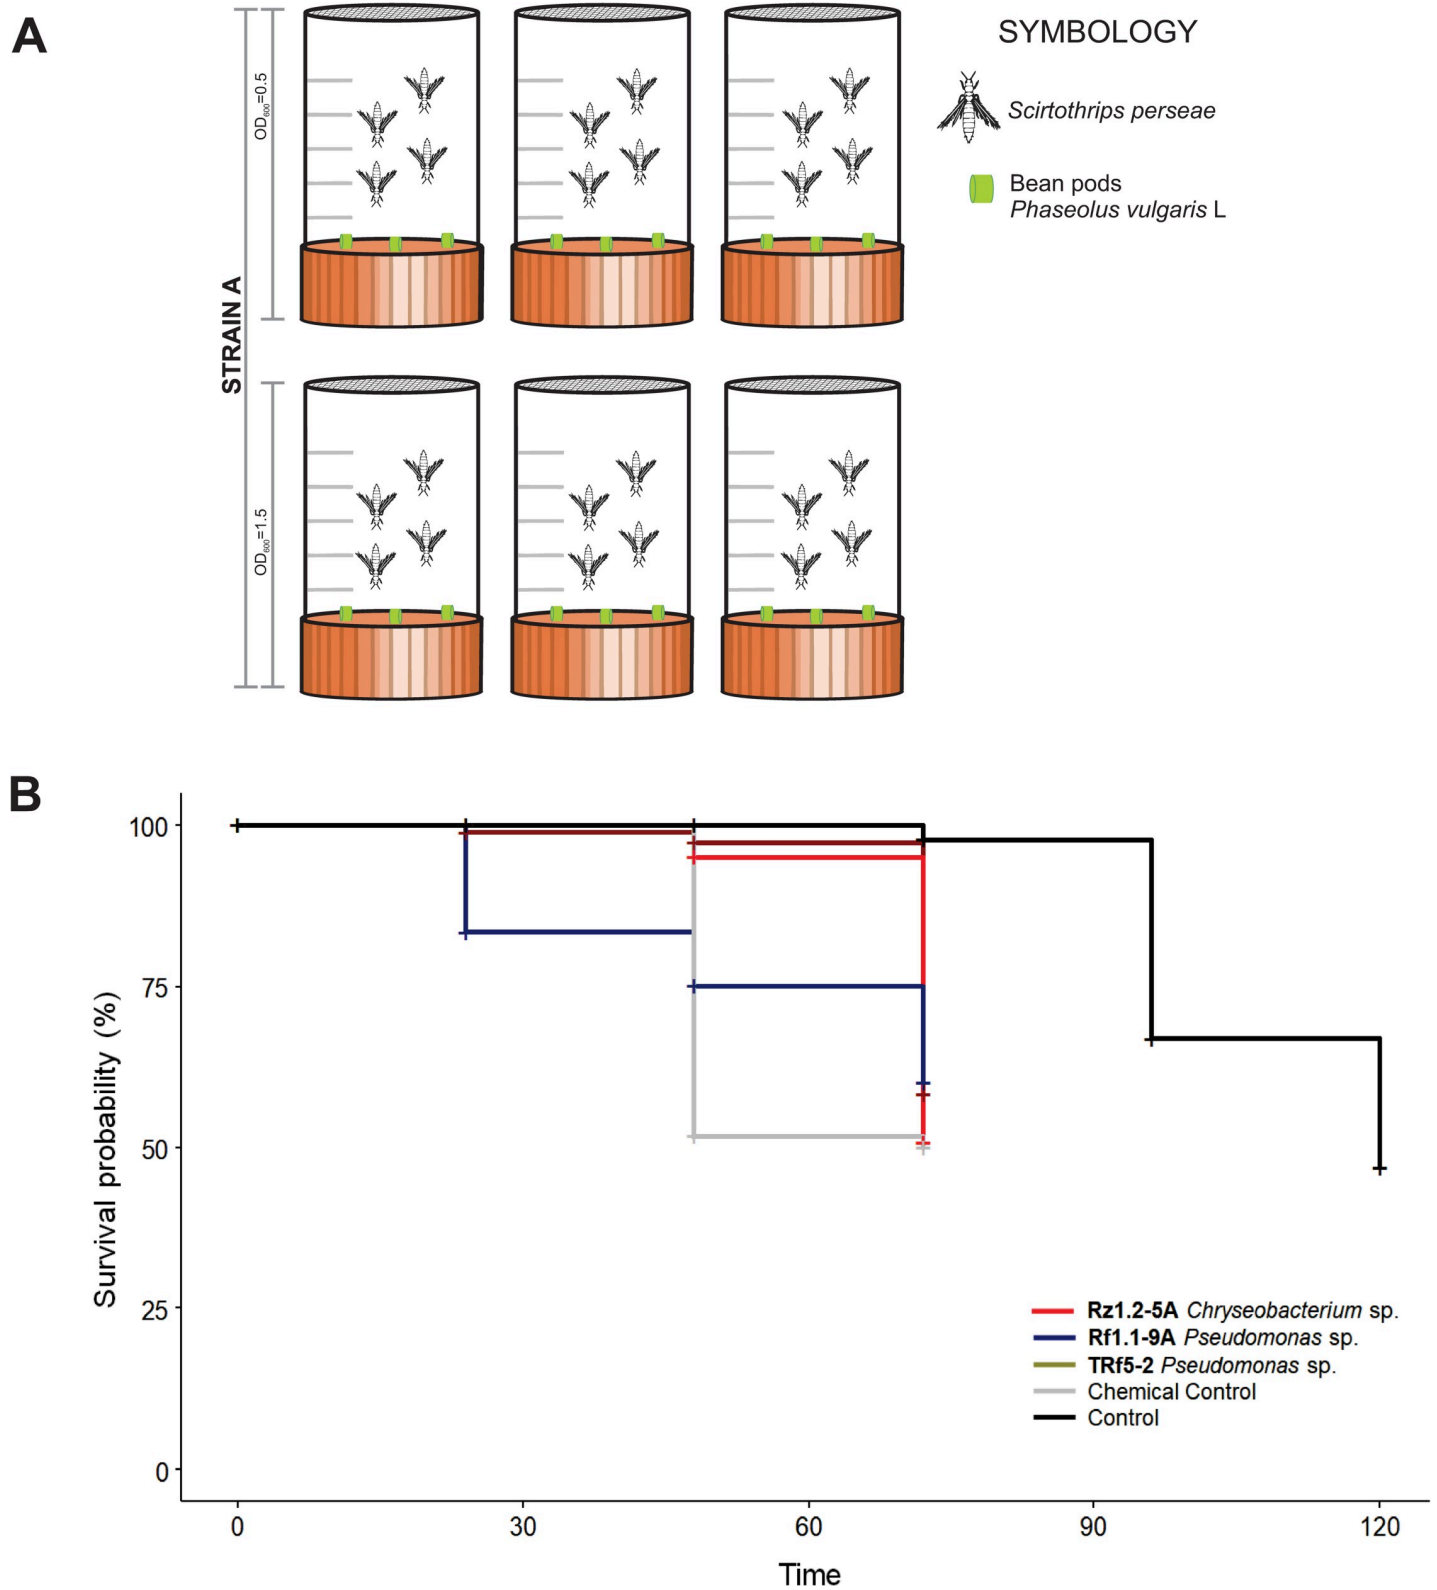 A
SYMBOLOGY
Scirtothrips perseae
Bean pods
Phaseolus vulgaris L
STRAIN A
OD600=0.5
OD600=1.5
B
Survival probability (%)
100
75
50
25
0
0 30 60 90 120
Time
Rz1.2-5A Chryseobacterium sp.
Rf1.1-9A Pseudomonas sp.
TRf5-2 Pseudomonas sp.
Chemical Control
Control